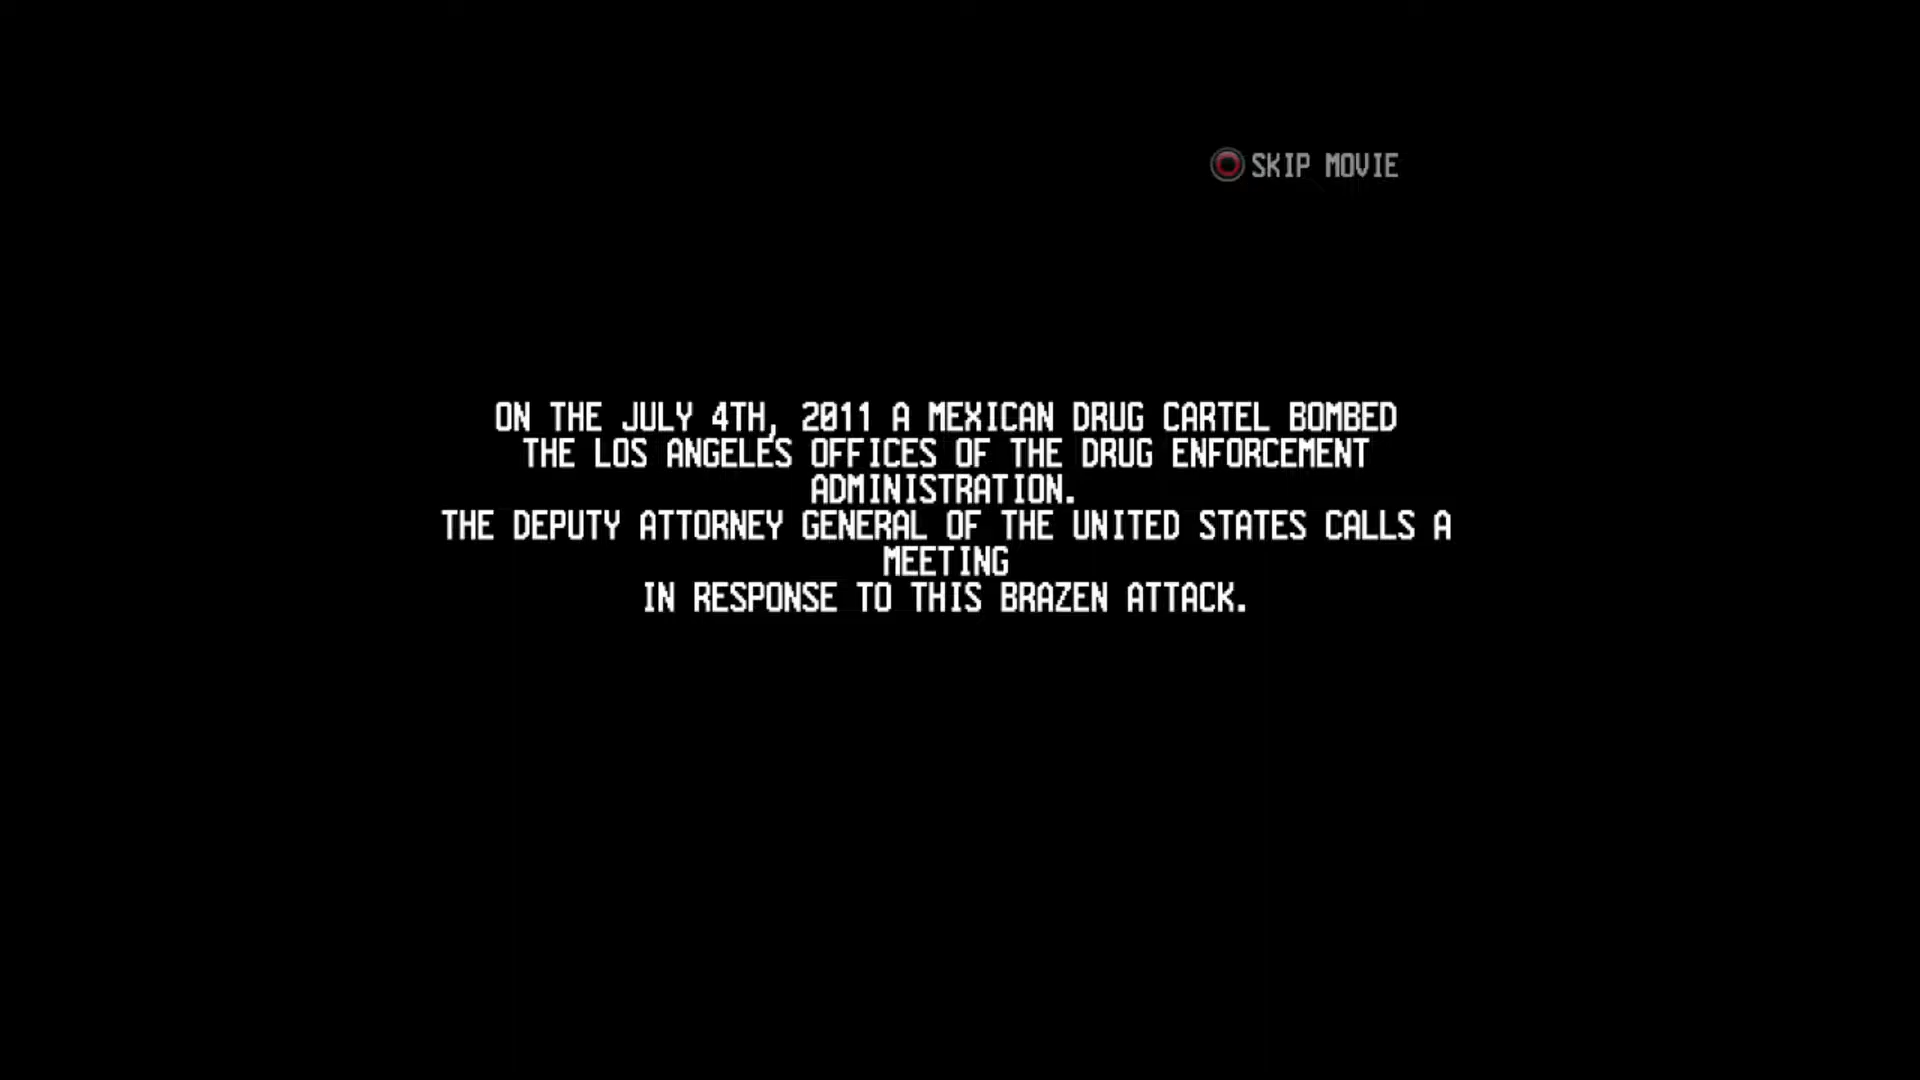 SKIP MOVIE
ON THE JULY 4TH, 2011 A MEXICAN DRUG CARTEL BOMBED
THE LOS ANGELES OFFICES OF THE DRUG ENFORCEMENT
ADMINISTRATION.
THE DEPUTY ATTORNEY GENERAL OF THE UNITED STATES CALLS A
MEETING
IN RESPONSE TO THIS BRAZEN ATTACK.